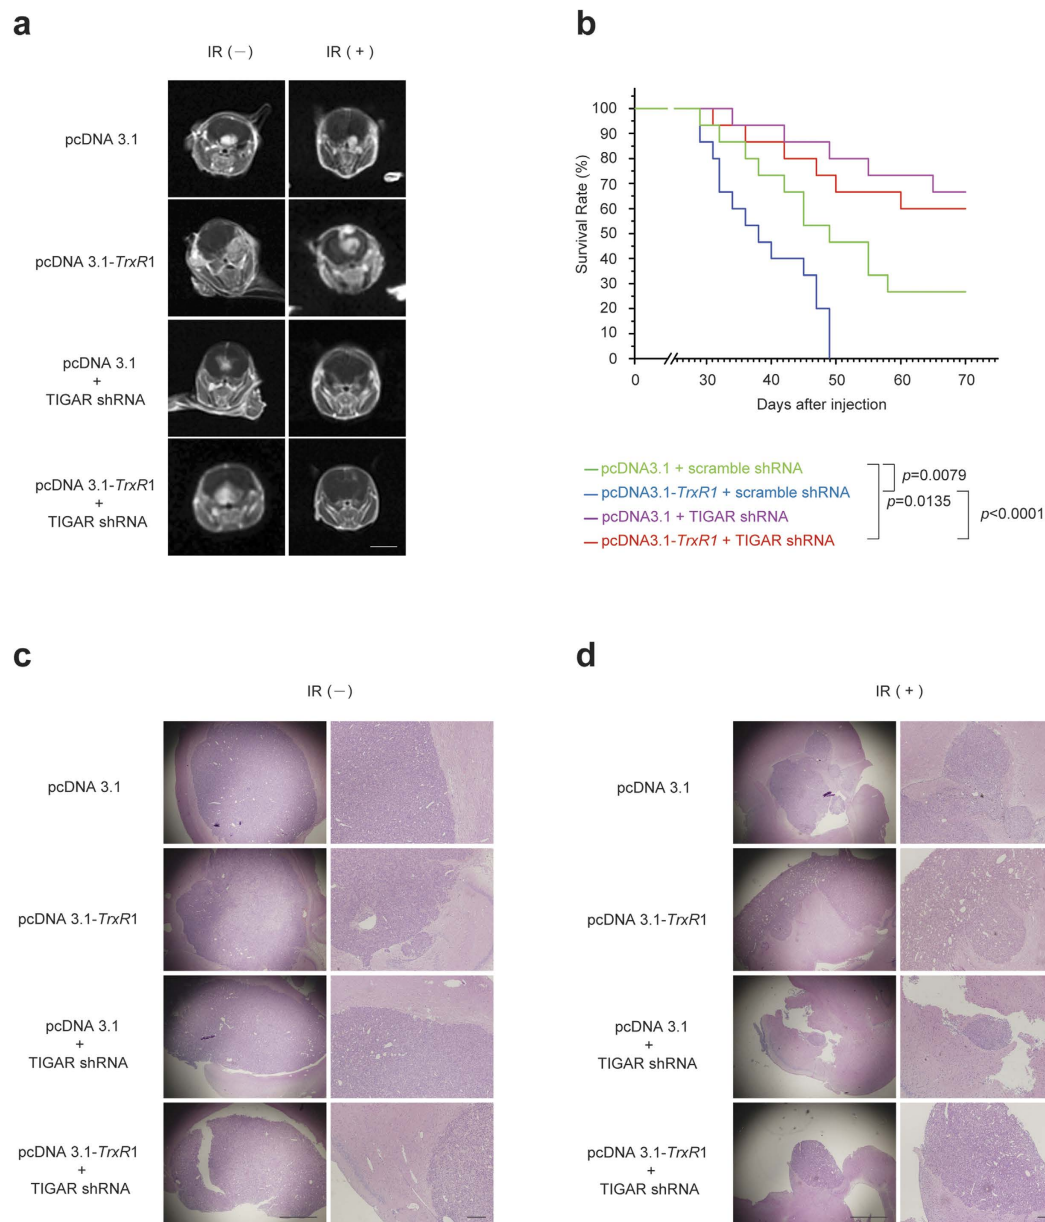 a
IR (−) IR (+)
pcDNA 3.1
pcDNA 3.1-TrxR1
pcDNA 3.1
+
TIGAR shRNA
pcDNA 3.1-TrxR1
+
TIGAR shRNA
b
Survival Rate (%)
100
90
80
70
60
50
40
30
20
10
0
0 30 40 50 60 70
Days after injection
pcDNA3.1 + scramble shRNA
pcDNA3.1-TrxR1 + scramble shRNA
pcDNA3.1 + TIGAR shRNA
pcDNA3.1-TrxR1 + TIGAR shRNA
p=0.0079
p=0.0135
p<0.0001
c
IR (−)
pcDNA 3.1
pcDNA 3.1-TrxR1
pcDNA 3.1
+
TIGAR shRNA
pcDNA 3.1-TrxR1
+
TIGAR shRNA
d
IR (+)
pcDNA 3.1
pcDNA 3.1-TrxR1
pcDNA 3.1
+
TIGAR shRNA
pcDNA 3.1-TrxR1
+
TIGAR shRNA